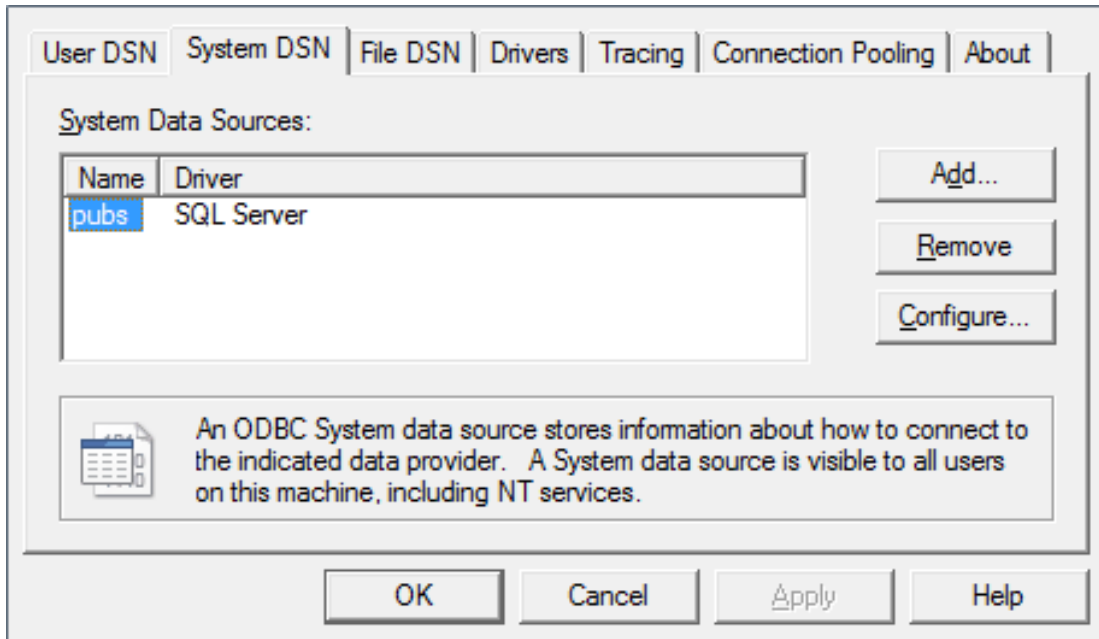 User DSN System DSN File DSN Drivers Tracing Connection Pooling About
System Data Sources:
Name Driver
pubs SQL Server
Add...
Remove
Configure...
An ODBC System data source stores information about how to connect to
the indicated data provider. A System data source is visible to all users
on this machine, including NT services.
OK Cancel Apply Help